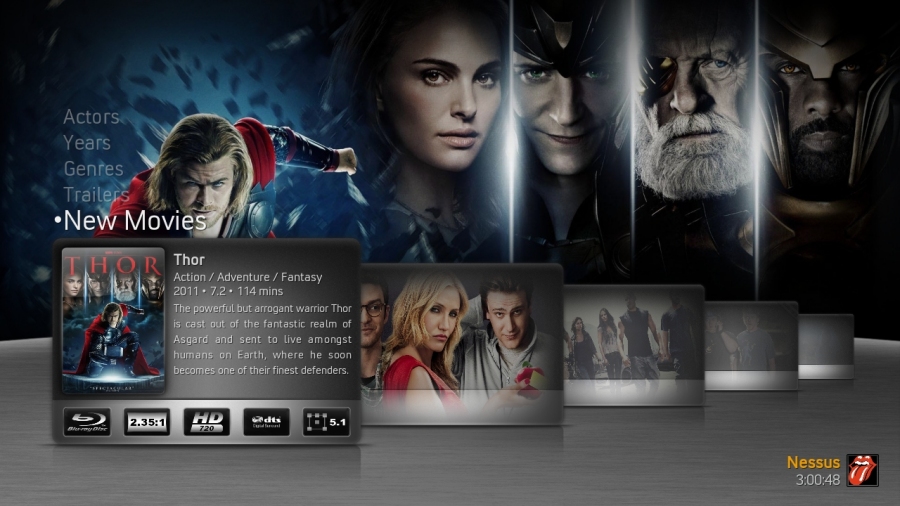 Actors
Years
Genres
Trailers
•New Movies
THOR
Thor
Action / Adventure / Fantasy
2011 • 7.2 • 114 mins
The powerful but arrogant warrior Thor
is cast out of the fantastic realm of
Asgard and sent to live amongst
humans on Earth, where he soon
becomes one of their finest defenders.
Blu-ray Disc
2.35:1
HD
720
dts
Digital Surround
5.1
Nessus
3:00:48